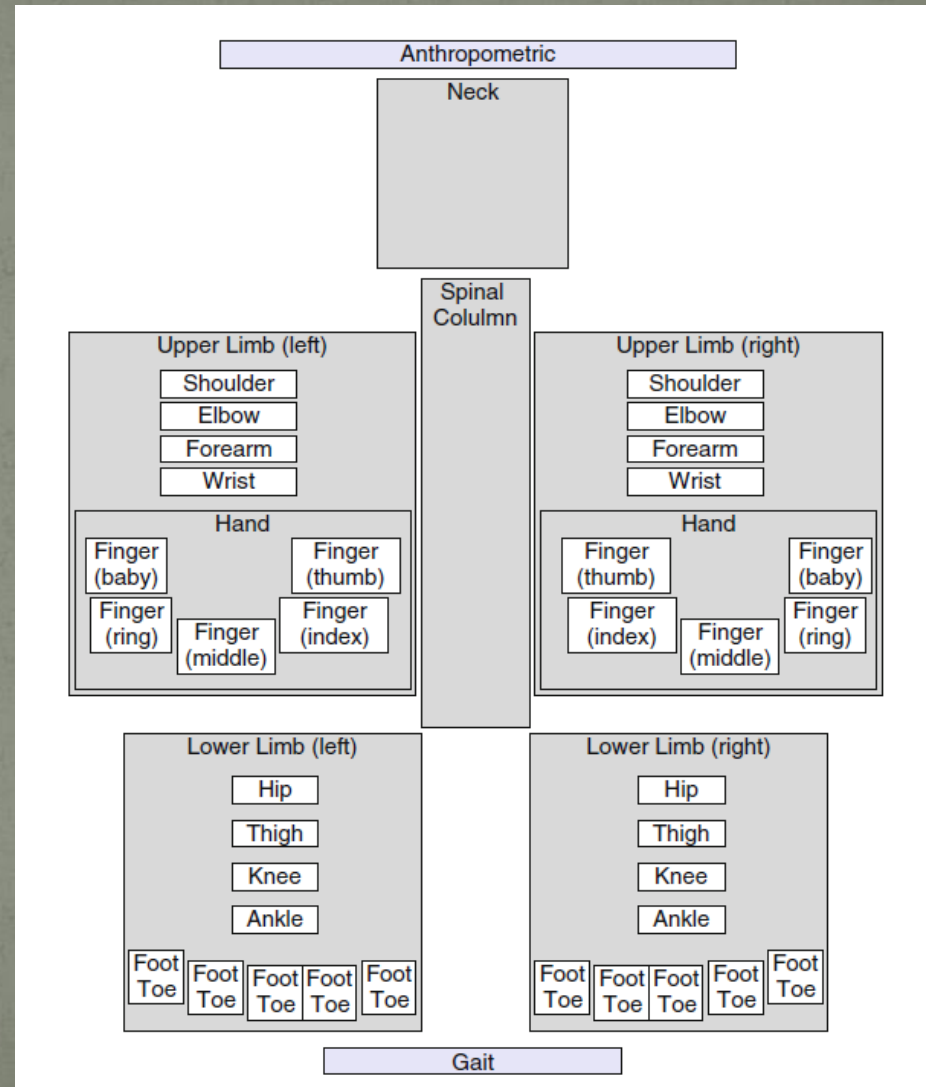 Anthropometric
Neck
Spinal
Colulmn
Upper Limb (left)
Shoulder
Elbow
Forearm
Wrist
Hand
Finger
(baby)
Finger
(thumb)
Finger
(ring)
Finger
(middle)
Finger
(index)
Upper Limb (right)
Shoulder
Elbow
Forearm
Wrist
Hand
Finger
(thumb)
Finger
(baby)
Finger
(index)
Finger
(middle)
Finger
(ring)
Lower Limb (left)
Hip
Thigh
Knee
Ankle
Foot
Toe
Foot
Toe
Foot
Toe
Foot
Toe
Foot
Toe
Lower Limb (right)
Hip
Thigh
Knee
Ankle
Foot
Toe
Foot
Toe
Foot
Toe
Foot
Toe
Foot
Toe
Gait